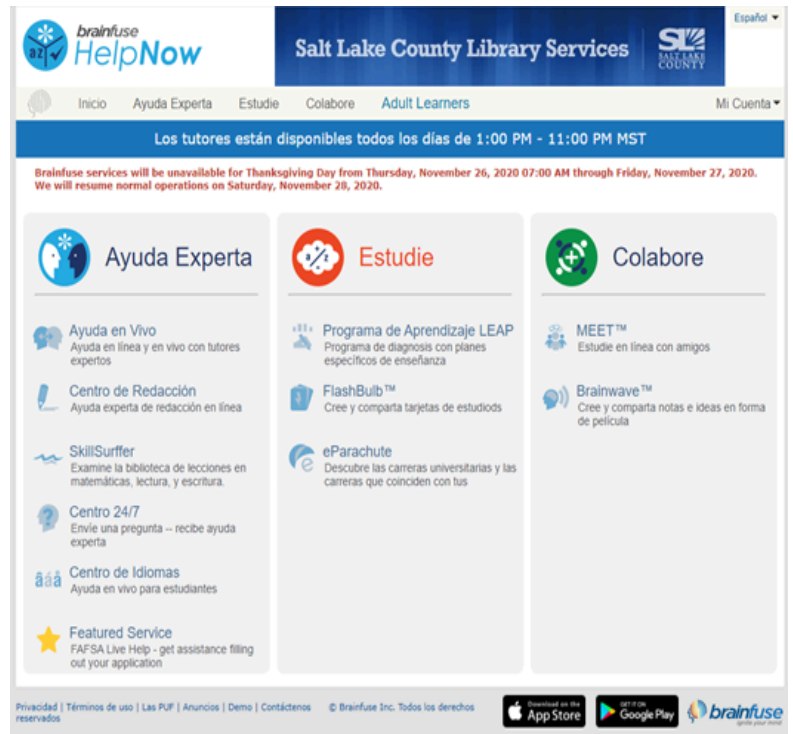 Español
brainfuse
HelpNow
Salt Lake County Library Services
SL
SALT LAKE
COUNTY
Inicio Ayuda Experta Estudie Colabore Adult Learners Mi Cuenta
Los tutores están disponibles todos los días de 1:00 PM - 11:00 PM MST
Brainfuse services will be unavailable for Thanksgiving Day from Thursday, November 26, 2020 07:00 AM through Friday, November 27, 2020.
We will resume normal operations on Saturday, November 28, 2020.
Ayuda Experta
Ayuda en Vivo
Ayuda en línea y en vivo con tutores
expertos
Centro de Redacción
Ayuda experta de redacción en línea
SkillSurffer
Examine la biblioteca de lecciones en
matemáticas, lectura, y escritura.
Centro 24/7
Envíe una pregunta -- recibe ayuda
experta
âáä
Centro de Idiomas
Ayuda en vivo para estudiantes
Featured Service
FAFSA Live Help - get assistance filling
out your application
Estudie
Programa de Aprendizaje LEAP
Programa de diagnosis con planes
específicos de enseñanza
FlashBulb™
Cree y comparta tarjetas de estudiods
eParachute
Descubre las carreras universitarias y las
carreras que coinciden con tus
Colabore
MEET™
Estudie en línea con amigos
Brainwave™
Cree y comparta notas e ideas en forma
de película
Privacidad | Términos de uso | Las PUF | Anuncios | Demo | Contáctenos © Brainfuse Inc. Todos los derechos
reservados
Download on the
App Store
GET IT ON
Google Play
brainfuse
ignite your mind